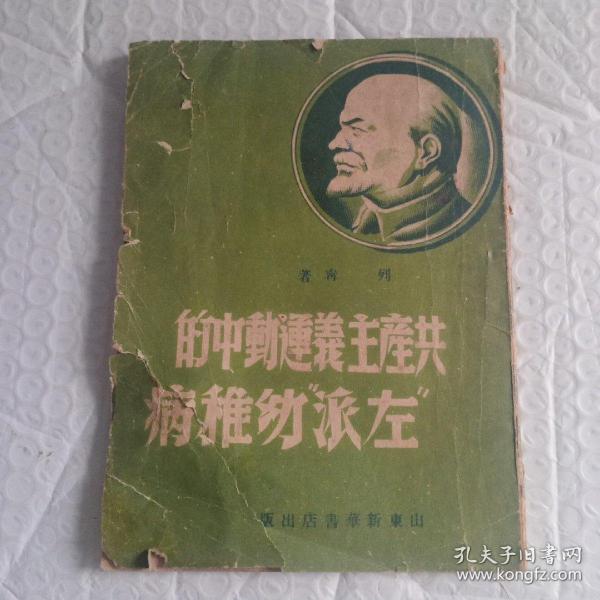 列甯著
共產主義運動中的
“左派”幼稚病
山東新華書店出版
孔夫子旧书网
www.kongfz.com